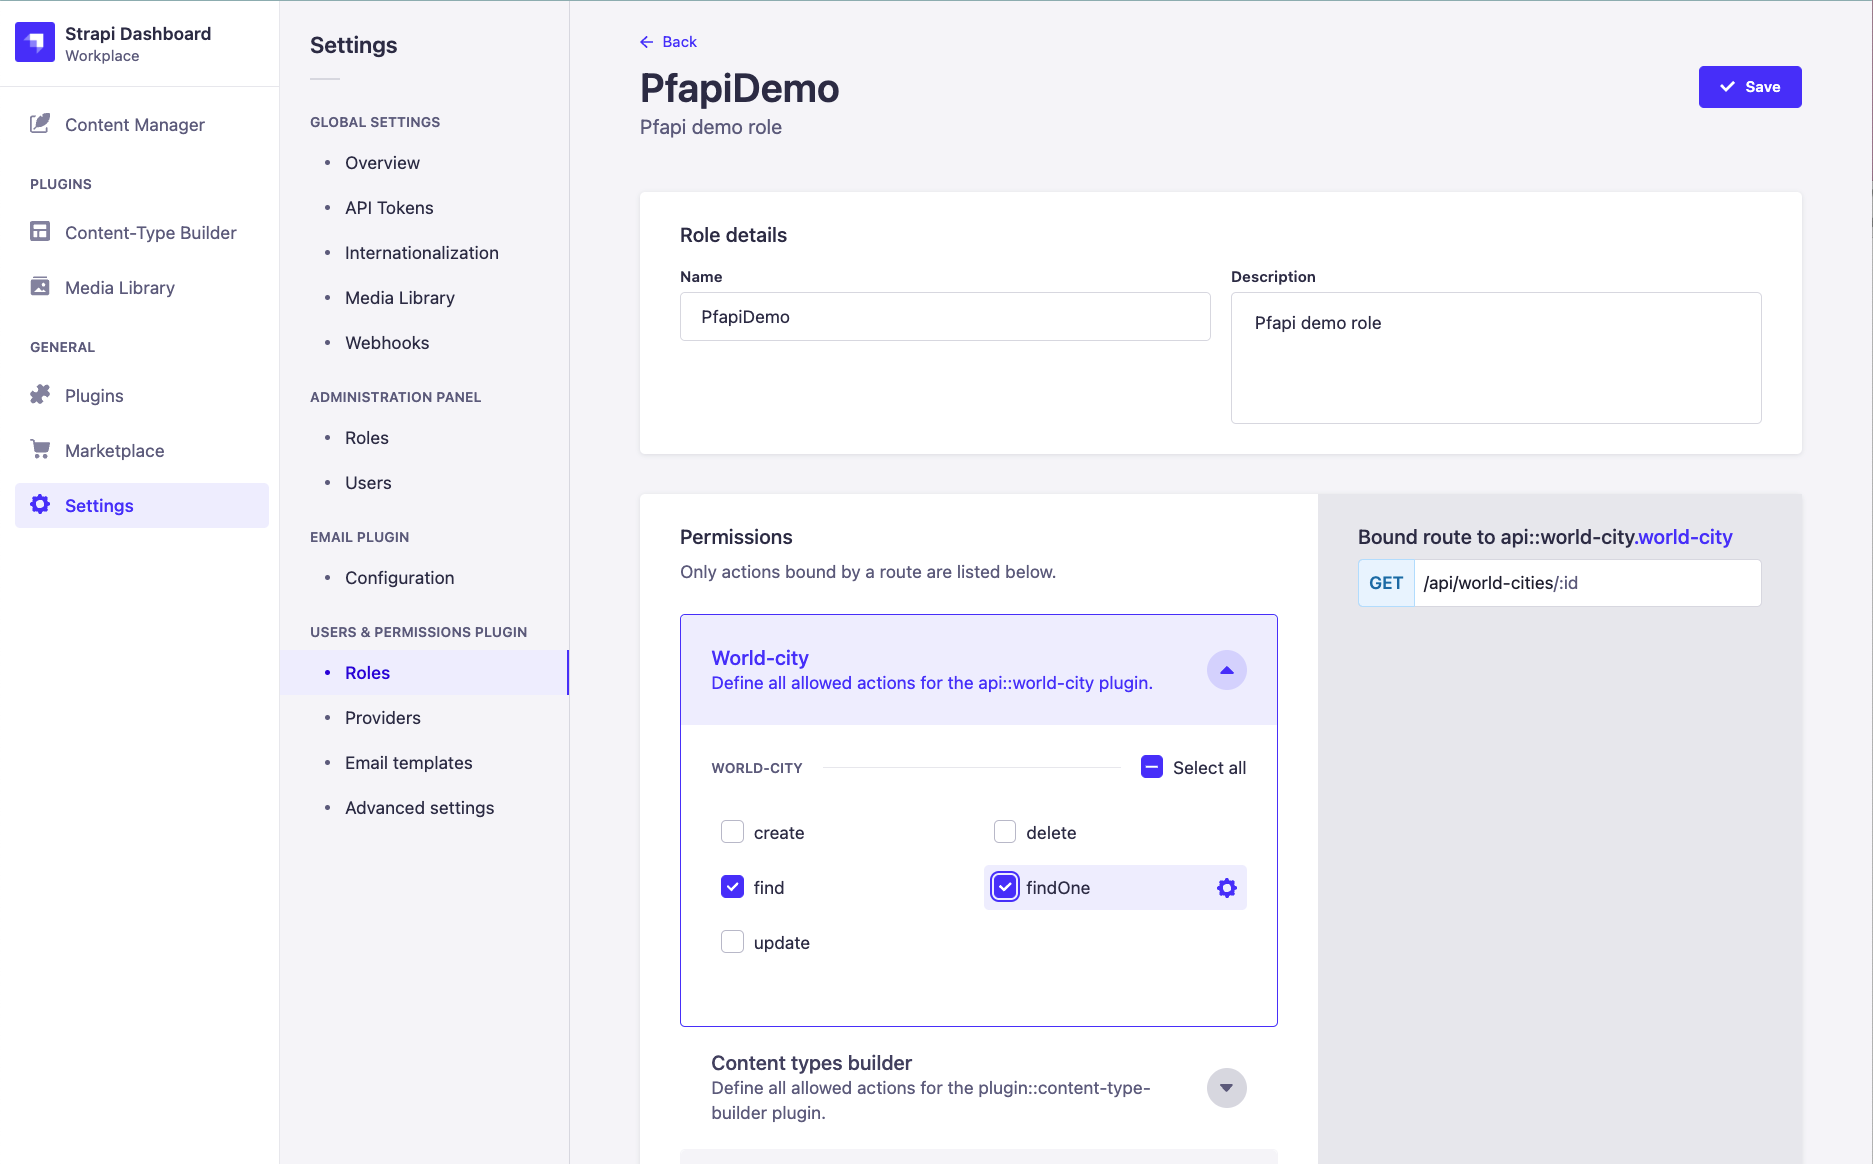 Strapi Dashboard
Workplace
Content Manager
PLUGINS
Content-Type Builder
Media Library
GENERAL
Plugins
Marketplace
Settings
Settings
GLOBAL SETTINGS
Overview
API Tokens
Internationalization
Media Library
Webhooks
ADMINISTRATION PANEL
Roles
Users
EMAIL PLUGIN
Configuration
USERS & PERMISSIONS PLUGIN
Roles
Providers
Email templates
Advanced settings
Back
PfapiDemo
Pfapi demo role
Save
Role details
Name
PfapiDemo
Description
Pfapi demo role
Permissions
Only actions bound by a route are listed below.
World-city
Define all allowed actions for the api::world-city plugin.
WORLD-CITY
Select all
create
delete
find
findOne
update
Content types builder
Define all allowed actions for the plugin::content-type-
builder plugin.
Bound route to api::world-city.world-city
GET /api/world-cities/:id